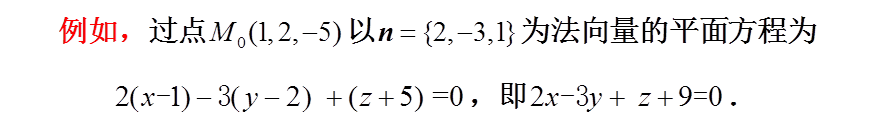 例如，过点M₀(1,2,−5)以n={2,−3,1}为法向量的平面方程为
2(x−1)−3(y−2) +(z+5) =0，即2x−3y+ z+9=0．